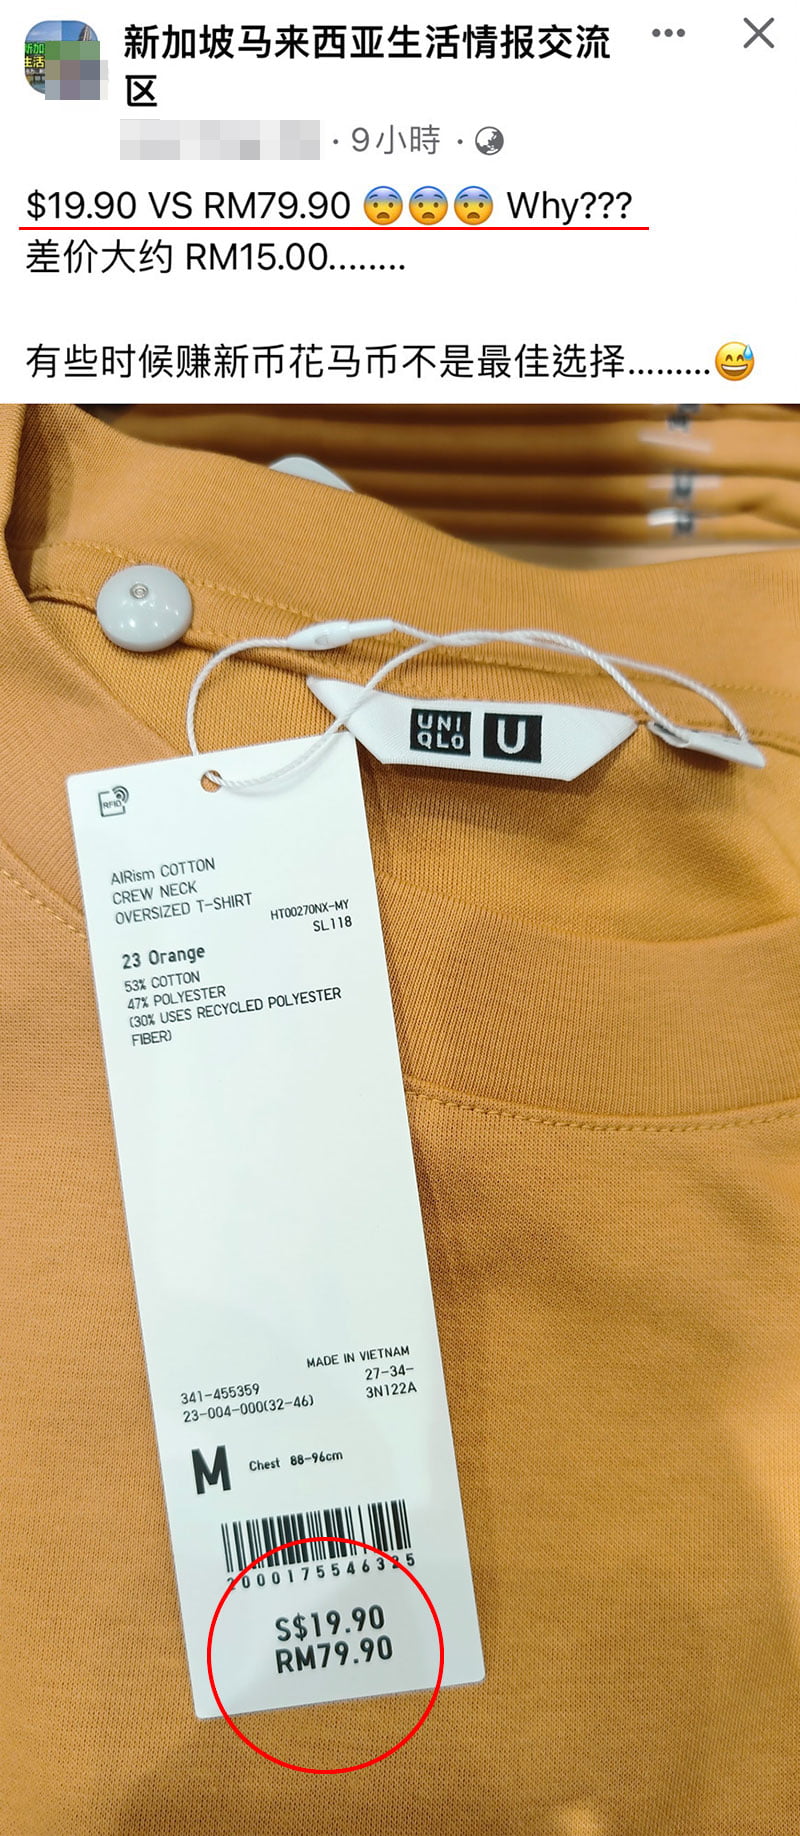 新加坡马来西亚生活情报交流
区
· 9小時 ·
$19.90 VS RM79.90 😨😨😨 Why???
差价大约 RM15.00........
有些时候赚新币花马币不是最佳选择.........😅
UNI
QLO
U
RFID
AIRism COTTON
CREW NECK
OVERSIZED T-SHIRT
HT00270NX-MY
SL118
23 Orange
53% COTTON
47% POLYESTER
(30% USES RECYCLED POLYESTER
FIBER)
MADE IN VIETNAM
341-455359
27-34-
23-004-000(32-46)
3N122A
M
Chest 88-96cm
2000175546325
S$19.90
RM79.90